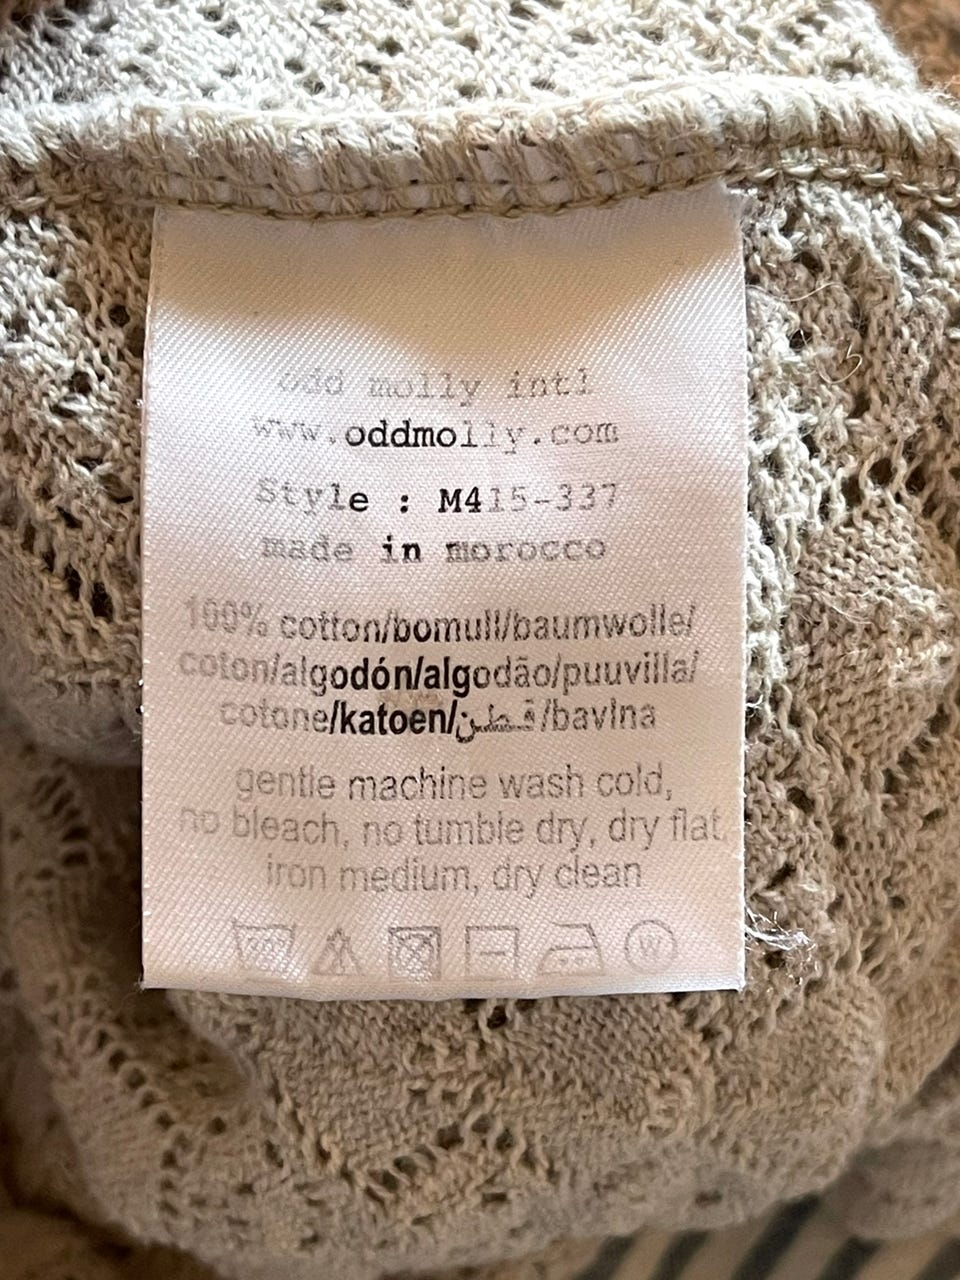 odd molly intl
www.oddmolly.com
Style : M415-337
made in morocco
100% cotton/bomull/baumwolle/
coton/algodón/algodão/puuvilla/
cotone/katoen/قطن/bavlna
gentle machine wash cold,
no bleach, no tumble dry, dry flat,
iron medium, dry clean
30 W